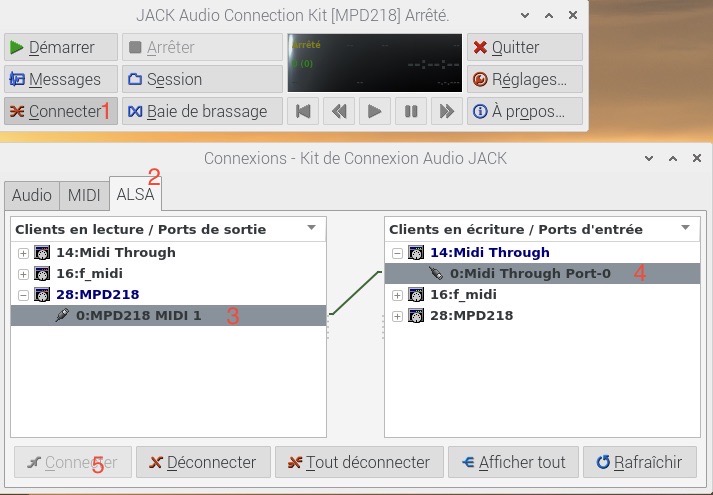 JACK Audio Connection Kit [MPD218] Arrêté.
Démarrer
Arrêter
Arrêté
(0)
--:--:--
Quitter
Messages
Session
Réglages...
Connecter 1
Baie de brassage
À propos...
Connexions - Kit de Connexion Audio JACK
2
Audio MIDI ALSA
Clients en lecture / Ports de sortie
14:Midi Through
16:f_midi
28:MPD218
0:MPD218 MIDI 1 3
Clients en écriture / Ports d'entrée
14:Midi Through
0:Midi Through Port-0 4
16:f_midi
28:MPD218
Connecter 5
Déconnecter
Tout déconnecter
Afficher tout
Rafraîchir